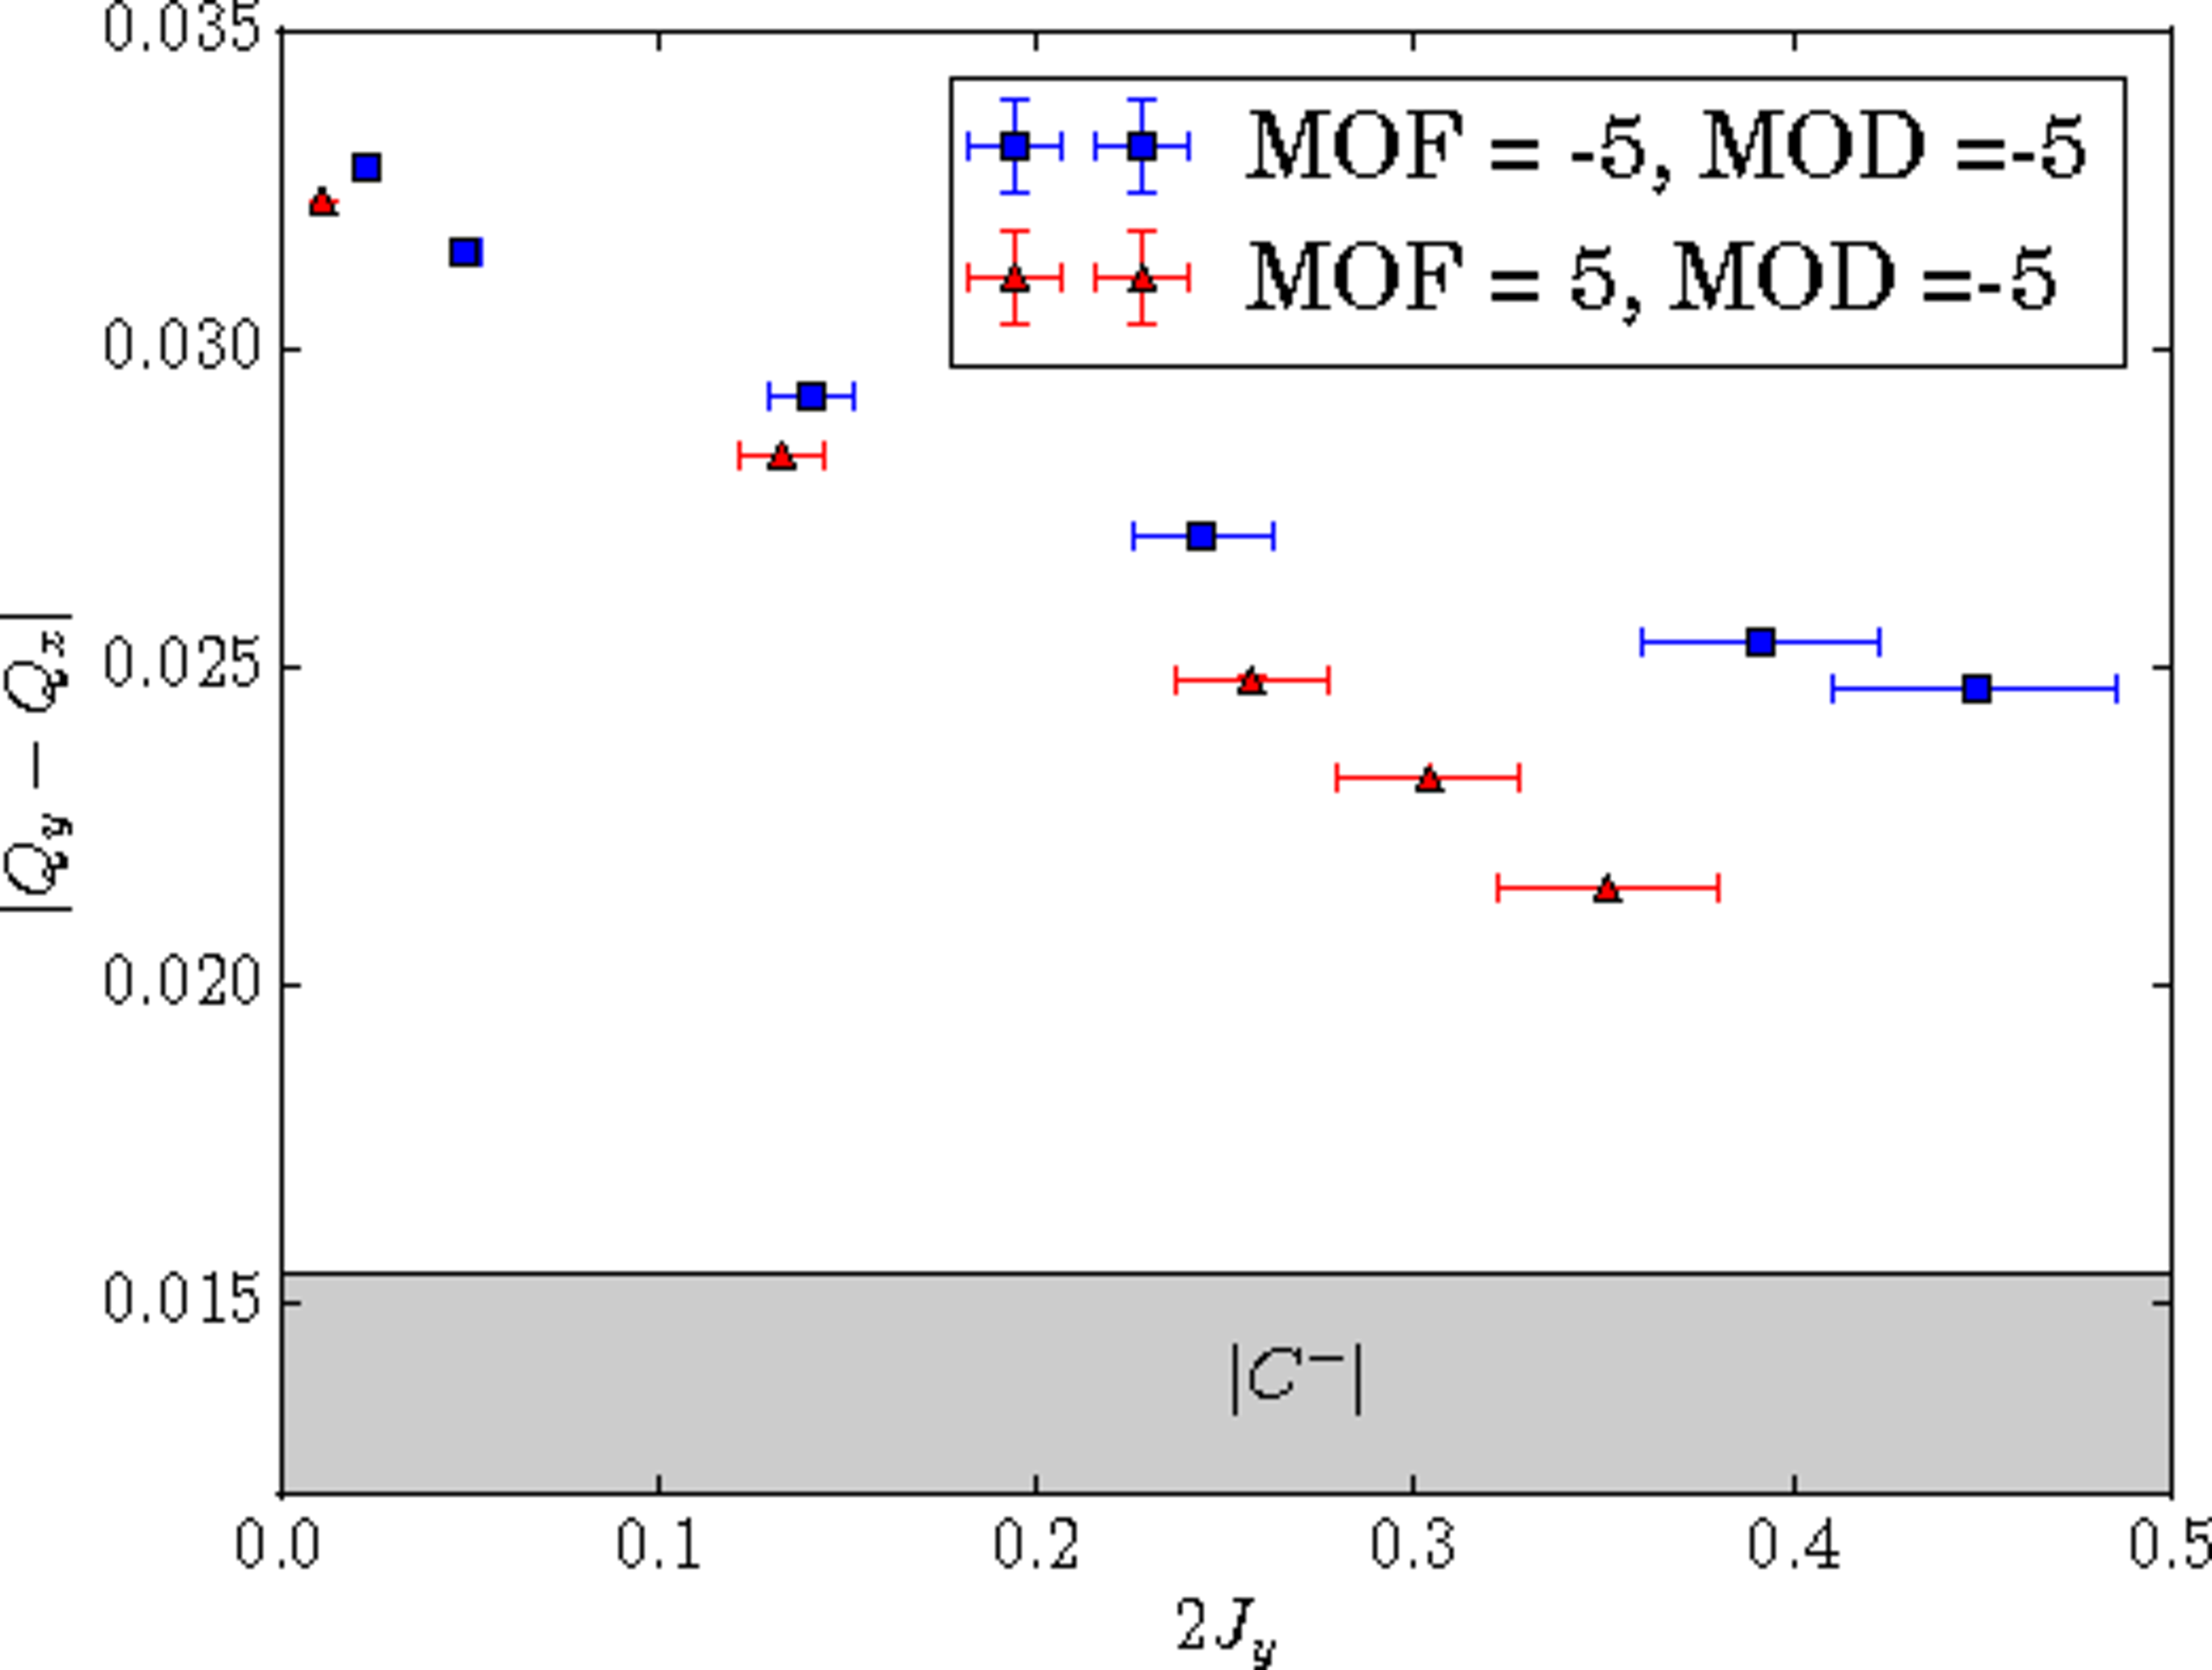 0.035
MOF = -5, MOD =-5
MOF = 5, MOD =-5
0.030
0.025
|Q_y − Q_x|
0.020
0.015
|C⁻|
0.0 0.1 0.2 0.3 0.4 0.5
2J_y